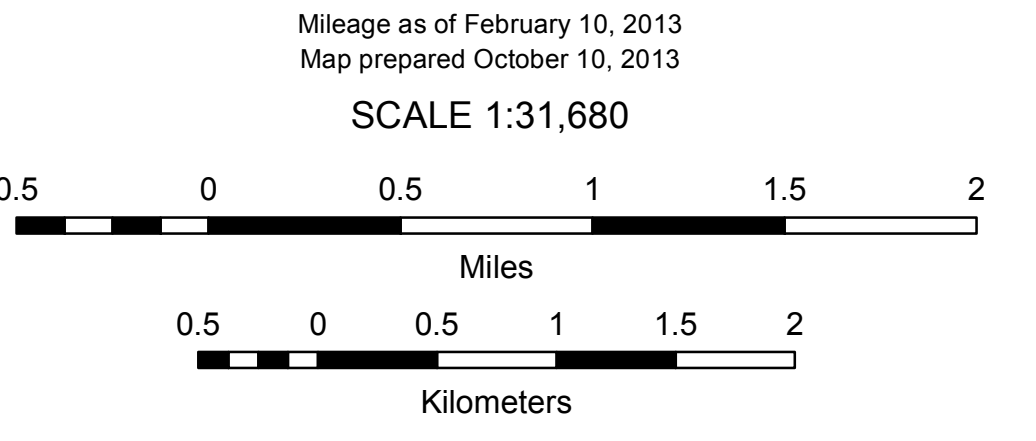 Mileage as of February 10, 2013
Map prepared October 10, 2013
SCALE 1:31,680
0.5 0 0.5 1 1.5 2
Miles
0.5 0 0.5 1 1.5 2
Kilometers